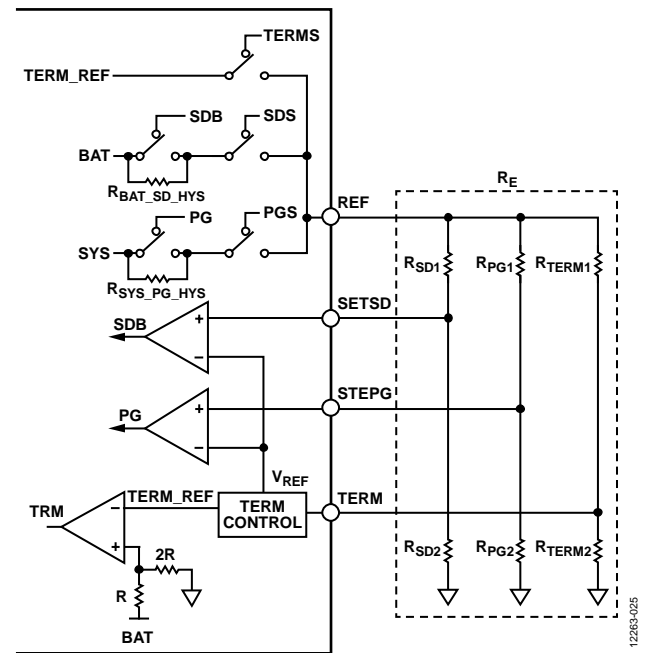 TERMS
TERM_REF
SDB
SDS
BAT
RBAT_SD_HYS
RE
PG
PGS
REF
SYS
RSYS_PG_HYS
RSD1
RPG1
RTERM1
SETSD
SDB
+
−
STEPG
PG
+
−
VREF
TERM_REF
TERM
TRM
−
TERM
CONTROL
+
2R
R
BAT
RSD2
RPG2
RTERM2
12263-025